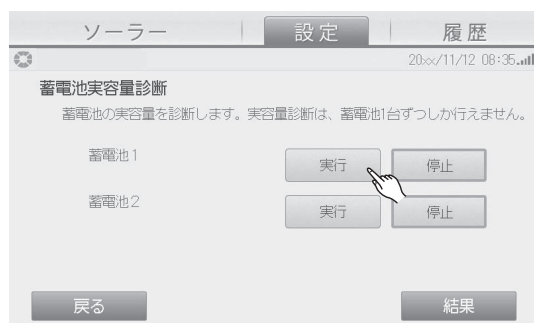 ソーラー 設定 履歴
20xx/11/12 08:35
蓄電池実容量診断
蓄電池の実容量を診断します。実容量診断は、蓄電池1台ずつしか行えません。
蓄電池1 実行 停止
蓄電池2 実行 停止
戻る 結果